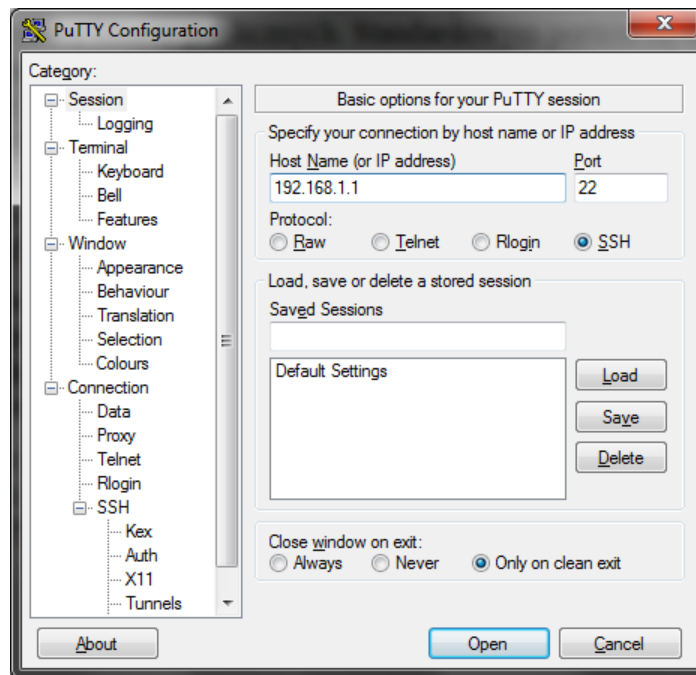 PuTTY Configuration
Category:
Session
Logging
Terminal
Keyboard
Bell
Features
Window
Appearance
Behaviour
Translation
Selection
Colours
Connection
Data
Proxy
Telnet
Rlogin
SSH
Kex
Auth
X11
Tunnels
Basic options for your PuTTY session
Specify your connection by host name or IP address
Host Name (or IP address) Port
192.168.1.1 22
Protocol:
Raw Telnet Rlogin SSH
Load, save or delete a stored session
Saved Sessions
Default Settings
Load
Save
Delete
Close window on exit:
Always Never Only on clean exit
About Open Cancel